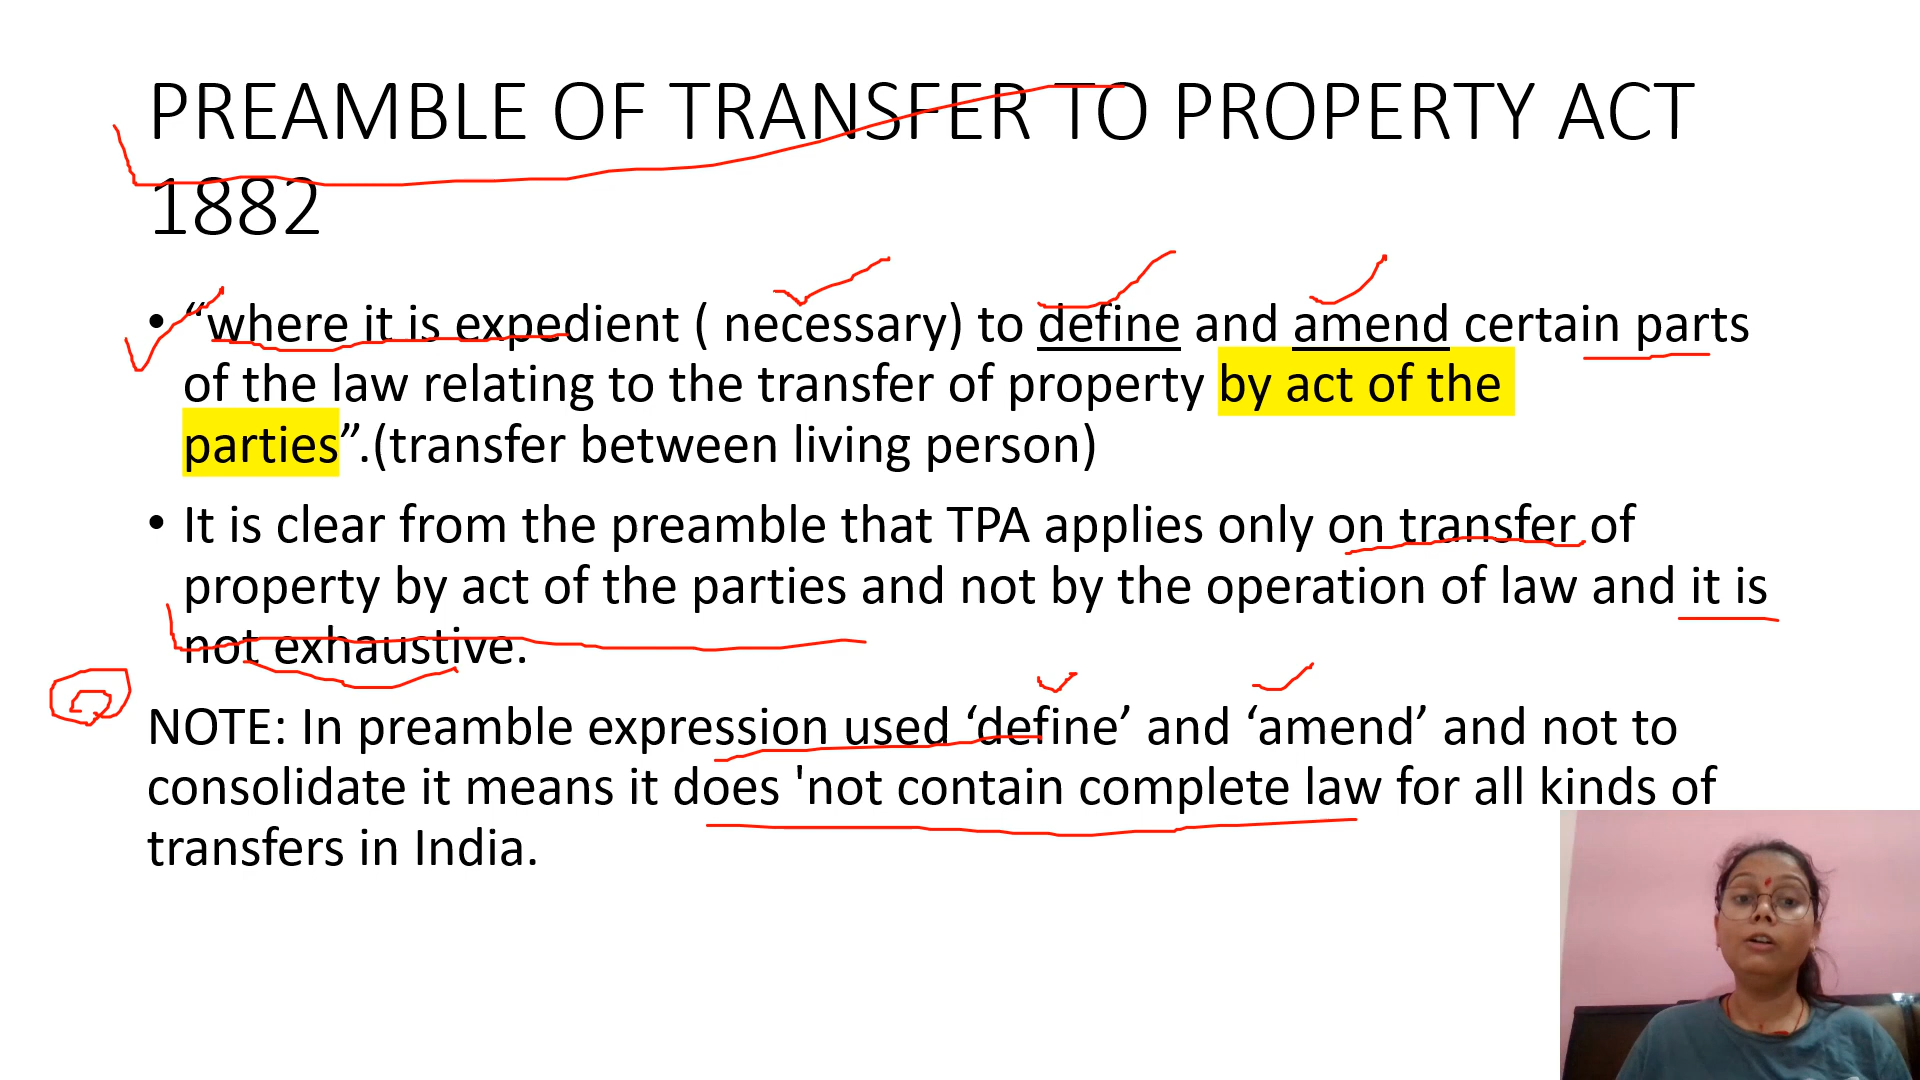 PREAMBLE OF TRANSFER TO PROPERTY ACT
1882
• “where it is expedient ( necessary) to define and amend certain parts
of the law relating to the transfer of property by act of the
parties”.(transfer between living person)
• It is clear from the preamble that TPA applies only on transfer of
property by act of the parties and not by the operation of law and it is
not exhaustive.
NOTE: In preamble expression used ‘define’ and ‘amend’ and not to
consolidate it means it does 'not contain complete law for all kinds of
transfers in India.